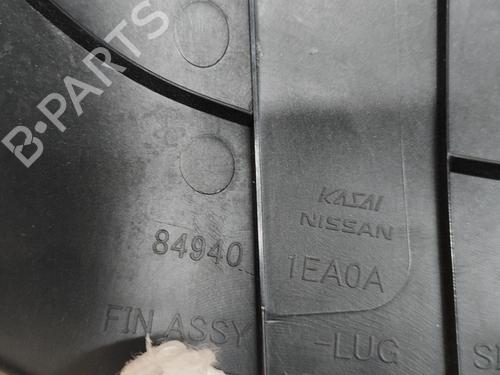 B-PARTS
KASAI
NISSAN
84940 1EA0A
FIN ASSY -LUG